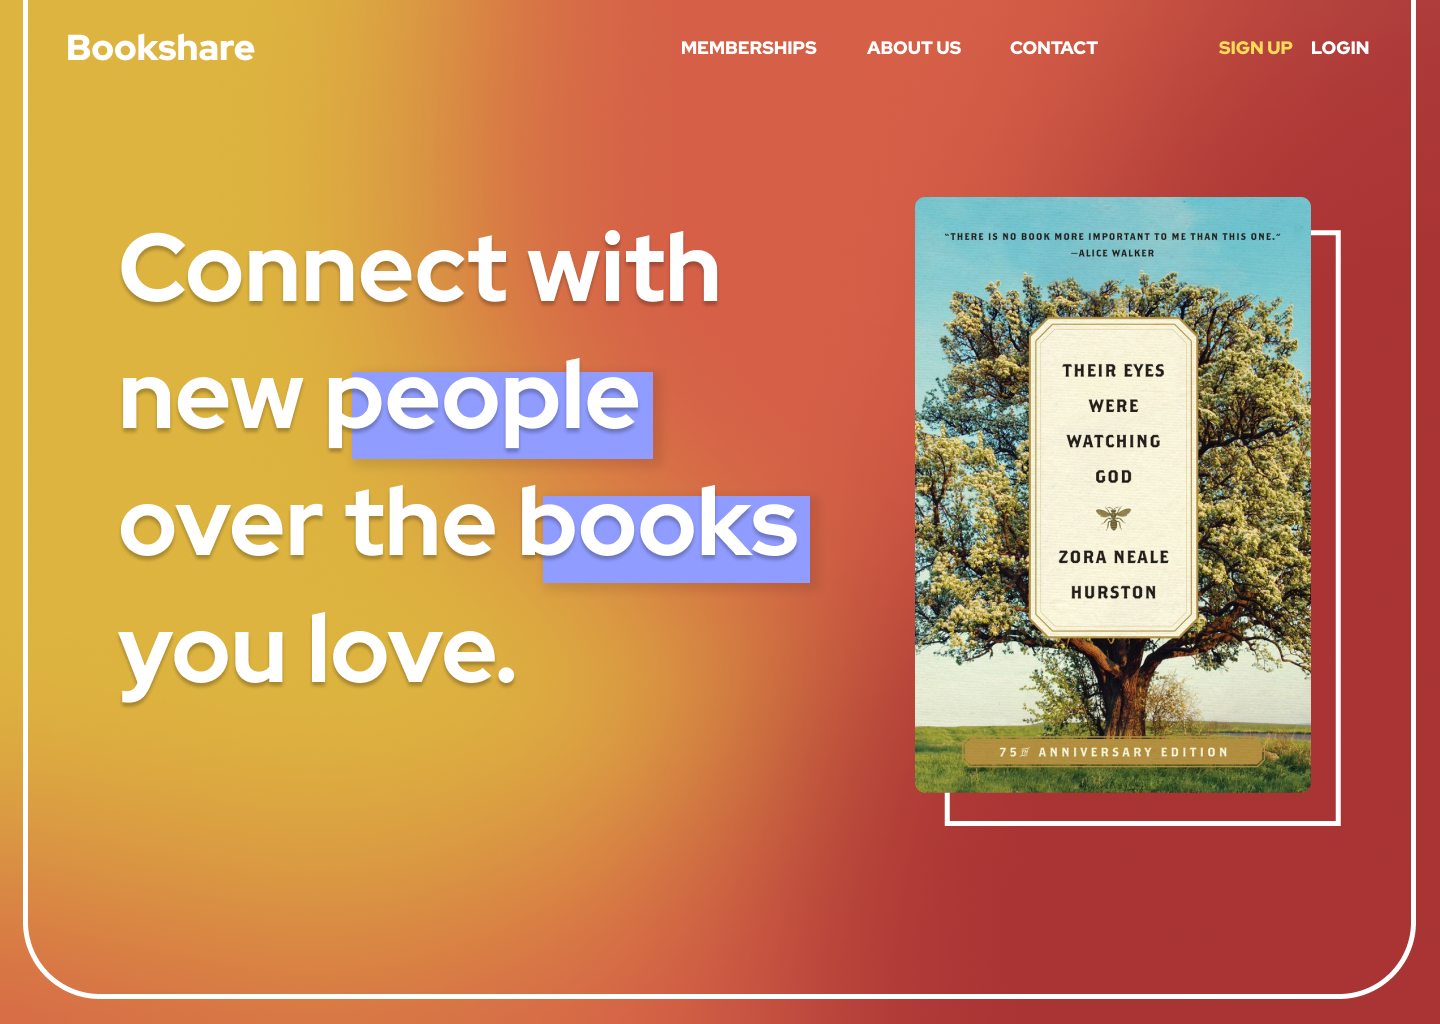 Bookshare
MEMBERSHIPS ABOUT US CONTACT SIGN UP LOGIN
Connect with
new people
over the books
you love.
“THERE IS NO BOOK MORE IMPORTANT TO ME THAN THIS ONE.”
—ALICE WALKER
THEIR EYES
WERE
WATCHING
GOD
ZORA NEALE
HURSTON
75TH ANNIVERSARY EDITION